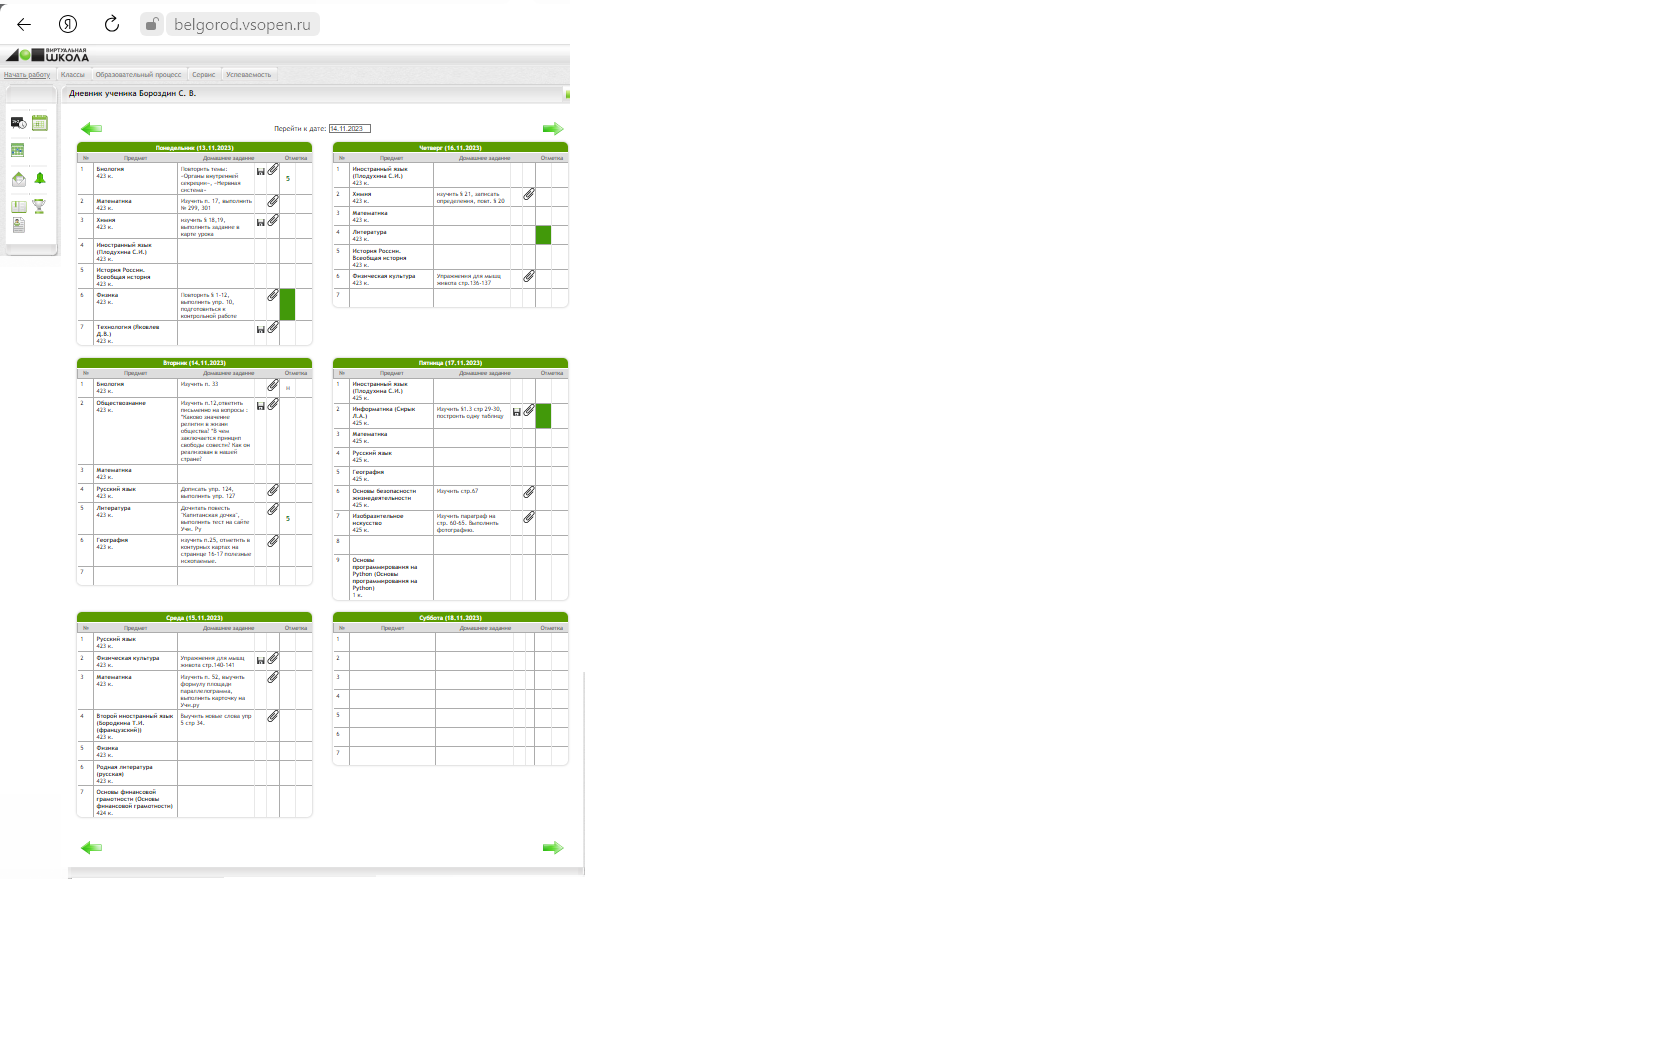 belgorod.vsopen.ru
ВИРТУАЛЬНАЯ
ШКОЛА
Начать работу
Классы
Образовательный процесс
Сервис
Успеваемость
Дневник ученика Бороздин С. В.
Перейти к дате: 14.11.2023
Понедельник (13.11.2023)
№ Предмет Домашнее задание Отметка
1 Биология Повторить темы:
423 к. «Органы внутренней
секреции», «Нервная
система»
5
2 Математика Изучить п. 17, выполнить
423 к. № 299, 301
3 Химия изучить § 18,19,
423 к. выполнить задание в
карте урока
4 Иностранный язык
(Плодухина С.И.)
423 к.
5 История России.
Всеобщая история
423 к.
6 Физика Повторить § 1-12,
423 к. выполнить упр. 10,
подготовиться к
контрольной работе
7 Технология (Яковлев
Д.В.)
423 к.
Вторник (14.11.2023)
№ Предмет Домашнее задание Отметка
1 Биология Изучить п. 33 н
423 к.
2 Обществознание Изучить п.12,ответить
423 к. письменно на вопросы :
"Каково значение
религии в жизни
общества? "В чем
заключается принцип
свободы совести? Как он
реализован в нашей
стране?
3 Математика
423 к.
4 Русский язык Дописать упр. 124,
423 к. выполнить упр. 127
5 Литература Дочитать повесть
423 к. "Капитанская дочка",
выполнить тест на сайте
Учи. Ру
5
6 География изучить п.25, отметить в
423 к. контурных картах на
странице 16-17 полезные
ископаемые.
7
Среда (15.11.2023)
№ Предмет Домашнее задание Отметка
1 Русский язык
423 к.
2 Физическая культура Упражнения для мышц
423 к. живота стр.140-141
3 Математика Изучить п. 52, выучить
423 к. формулу площади
параллелограмма,
выполнить карточку на
Учи.ру
4 Второй иностранный язык Выучить новые слова упр
(Бородкина Т.И. 5 стр 34.
(французский))
423 к.
5 Физика
423 к.
6 Родная литература
(русская)
423 к.
7 Основы финансовой
грамотности (Основы
финансовой грамотности)
424 к.
Четверг (16.11.2023)
№ Предмет Домашнее задание Отметка
1 Иностранный язык
(Плодухина С.И.)
423 к.
2 Химия изучить § 21, записать
423 к. определения, повт. § 20
3 Математика
423 к.
4 Литература
423 к.
5 История России.
Всеобщая история
423 к.
6 Физическая культура Упражнения для мышц
423 к. живота стр.136-137
7
Пятница (17.11.2023)
№ Предмет Домашнее задание Отметка
1 Иностранный язык
(Плодухина С.И.)
425 к.
2 Информатика (Сирык Изучить §1.3 стр 29-30,
Л.А.) построить одну таблицу
425 к.
3 Математика
425 к.
4 Русский язык
425 к.
5 География
425 к.
6 Основы безопасности Изучить стр.67
жизнедеятельности
425 к.
7 Изобразительное Изучить параграф на
искусство стр. 60-65. Выполнить
425 к. фотографию.
8
9 Основы
программирования на
Python (Основы
программирования на
Python)
1 к.
Суббота (18.11.2023)
№ Предмет Домашнее задание Отметка
1
2
3
4
5
6
7